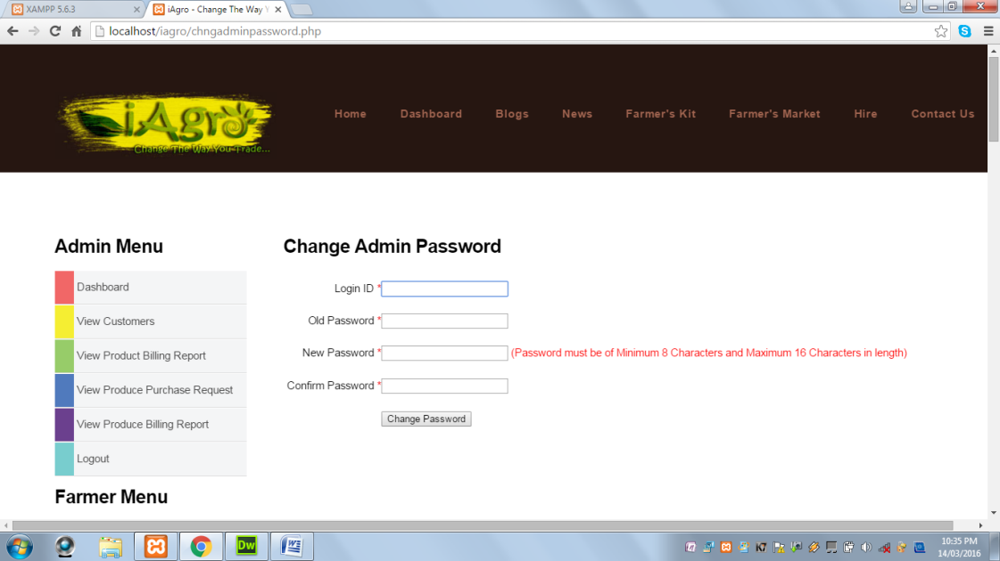 XAMPP 5.6.3
iAgro - Change The Way Y
localhost/iagro/chngadminpassword.php
iAgro
Change The Way You Trade...
Home Dashboard Blogs News Farmer's Kit Farmer's Market Hire Contact Us
Admin Menu
Dashboard
View Customers
View Product Billing Report
View Produce Purchase Request
View Produce Billing Report
Logout
Farmer Menu
Change Admin Password
Login ID *
Old Password *
New Password * (Password must be of Minimum 8 Characters and Maximum 16 Characters in length)
Confirm Password *
Change Password
Dw
10:35 PM
14/03/2016